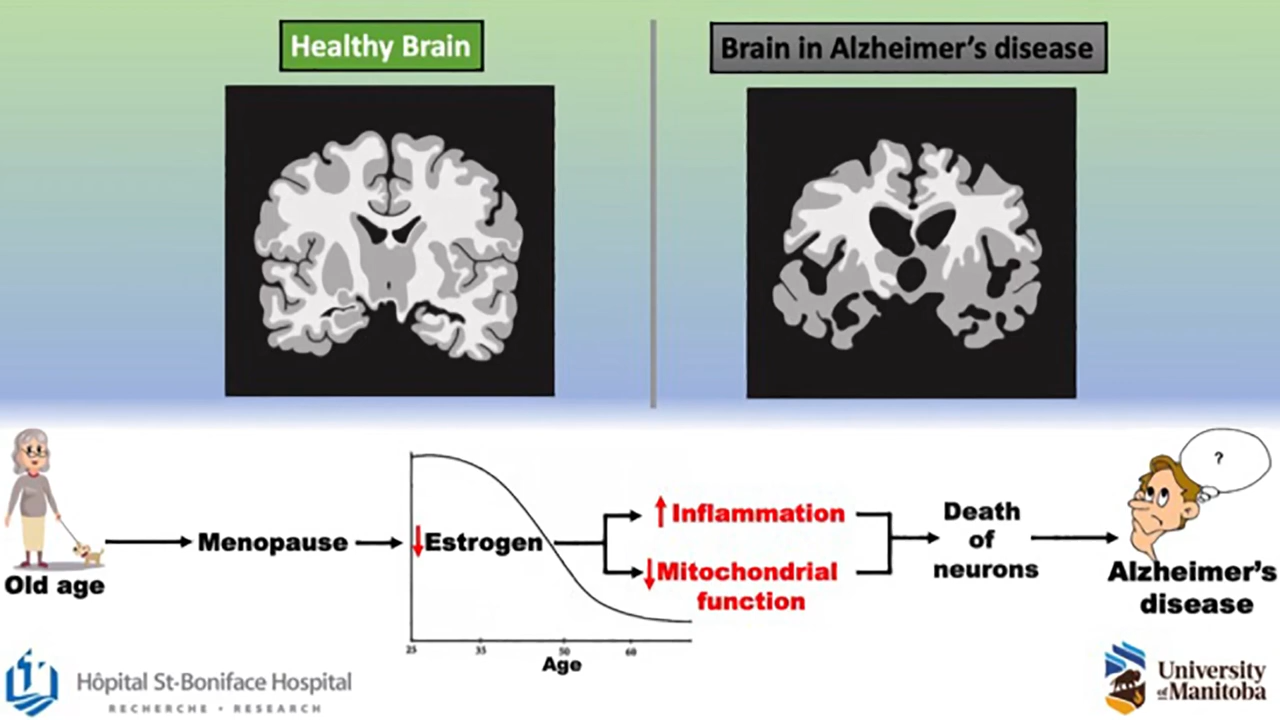 Healthy Brain
Brain in Alzheimer's disease
Old age
Menopause
↓Estrogen
25
35
50
60
Age
↑Inflammation
↓Mitochondrial
function
Death
of
neurons
?
Alzheimer's
disease
Hôpital St-Boniface Hospital
RECHERCHE • RESEARCH
University
of Manitoba